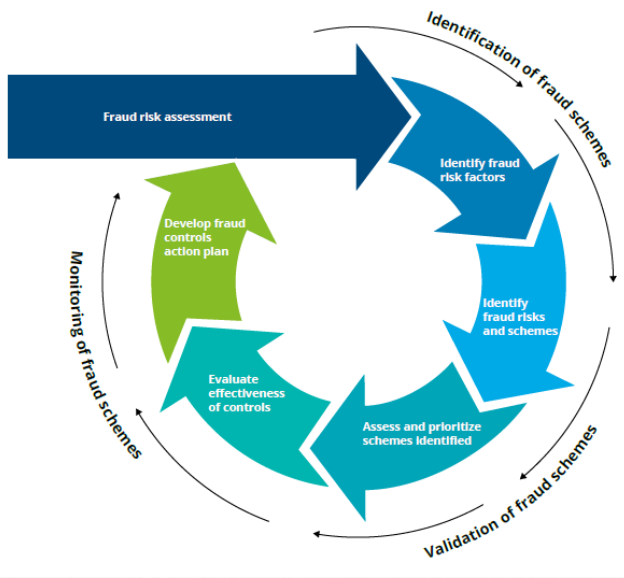 Identification of fraud schemes
Fraud risk assessment
Identify fraud
risk factors
Develop fraud
controls
action plan
Identify
fraud risks
and schemes
Monitoring of fraud schemes
Evaluate
effectiveness
of controls
Assess and prioritize
schemes identified
Validation of fraud schemes